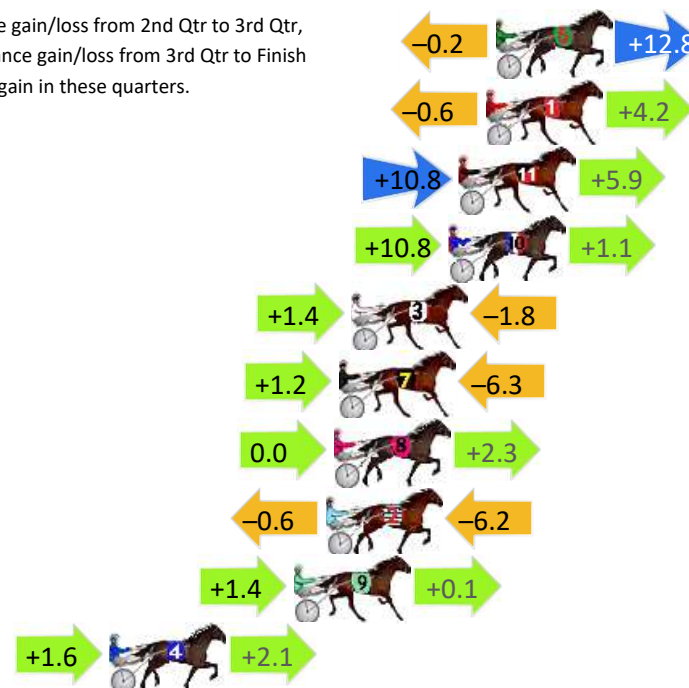 e gain/loss from 2nd Qtr to 3rd Qtr,
ance gain/loss from 3rd Qtr to Finish
gain in these quarters.
–0.2 5 +12.8
–0.6 1 +4.2
+10.8 11 +5.9
+10.8 10 +1.1
+1.4 3 –1.8
+1.2 7 –6.3
0.0 8 +2.3
–0.6 2 –6.2
+1.4 9 +0.1
+1.6 4 +2.1